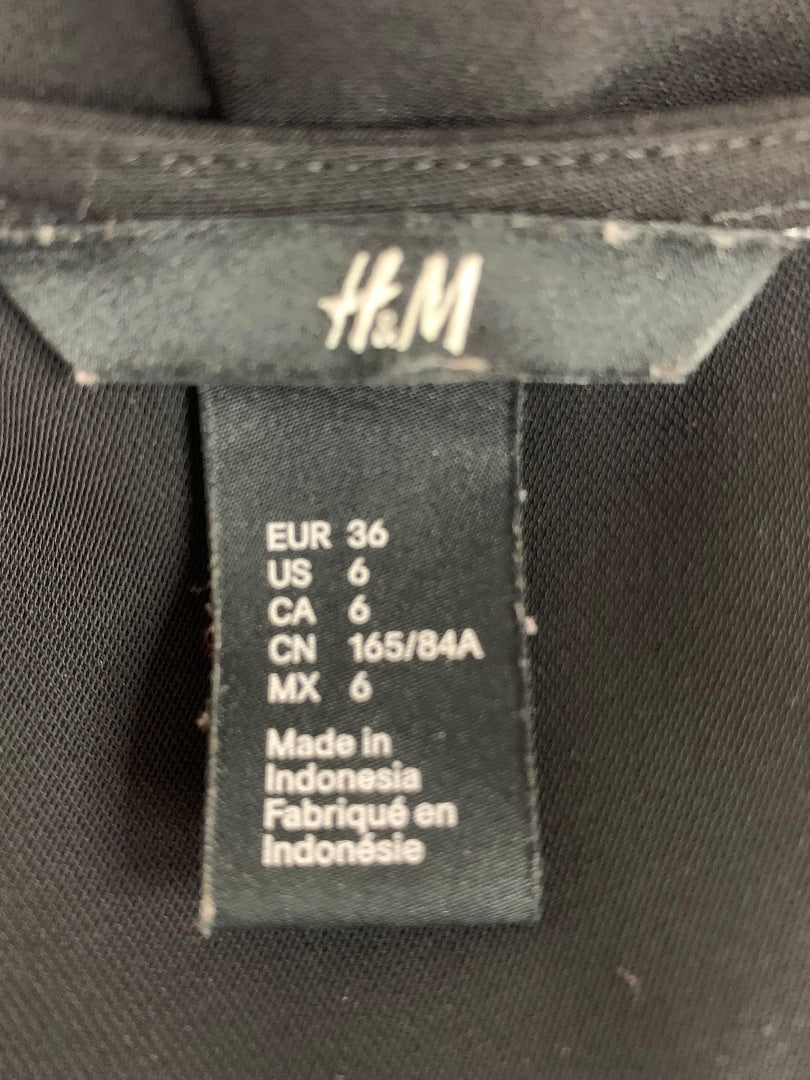 H&M
EUR 36
US 6
CA 6
CN 165/84A
MX 6
Made in
Indonesia
Fabriqué en
Indonésie